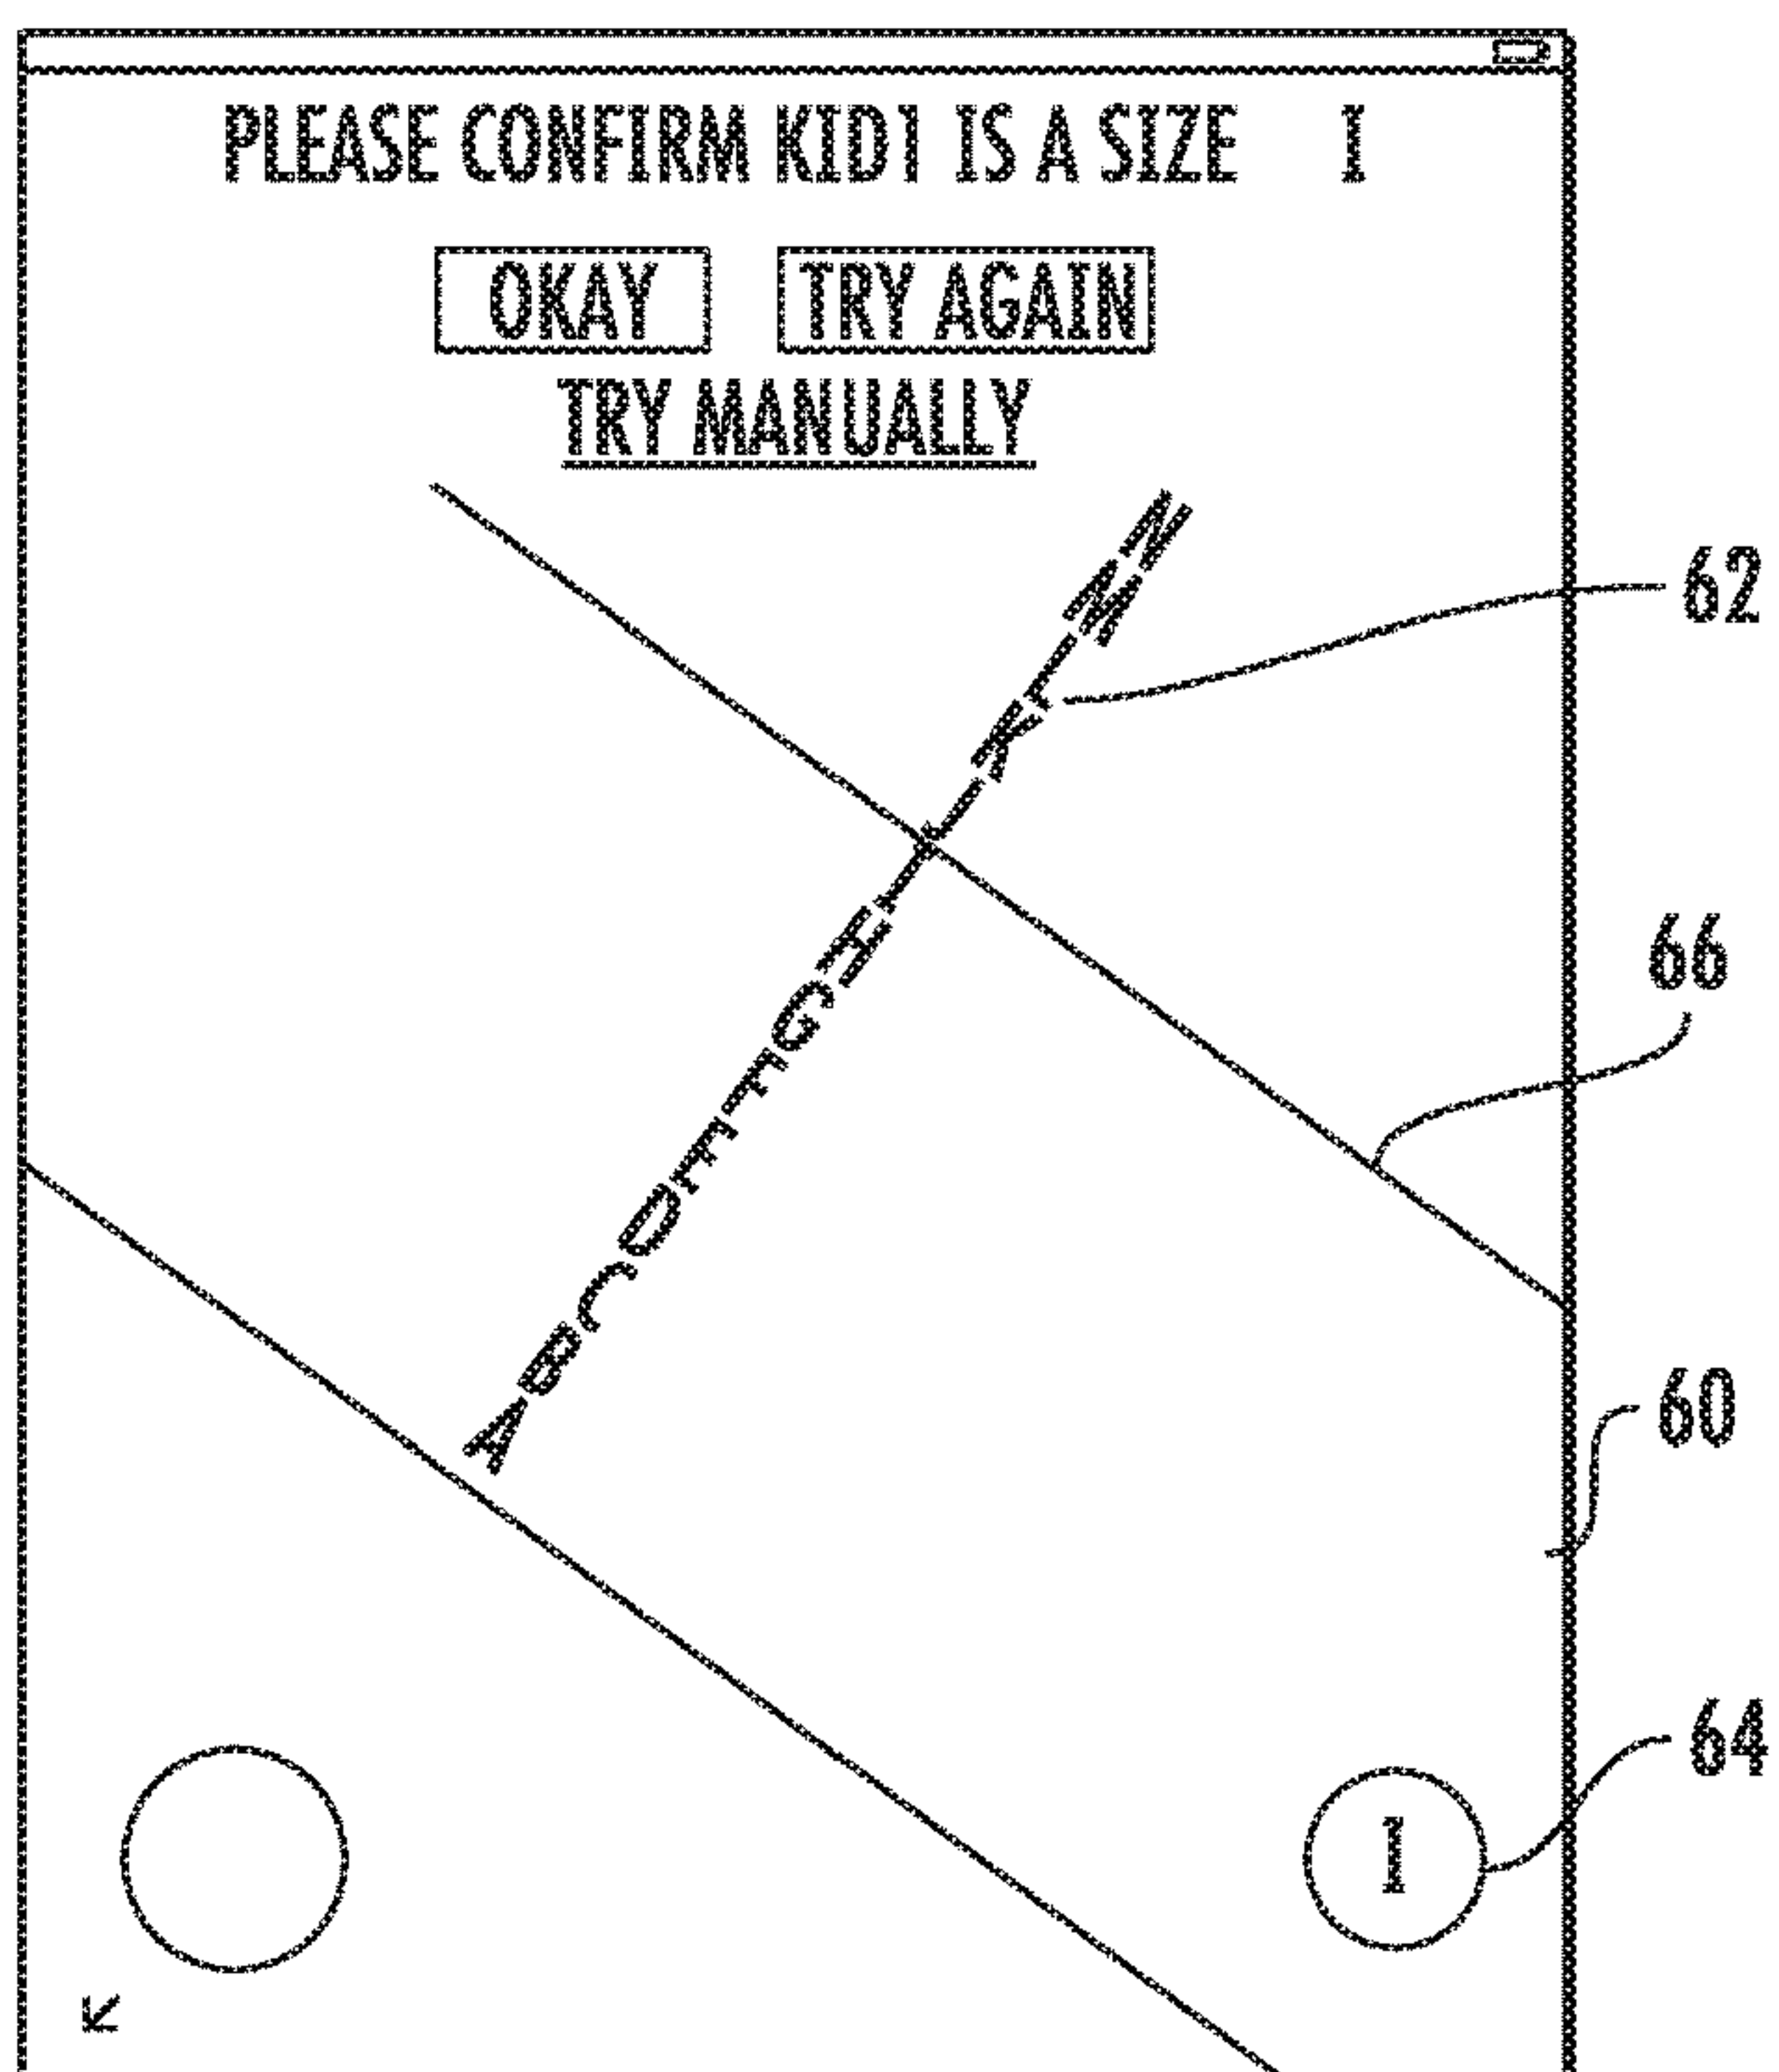 PLEASE CONFIRM KID1 IS A SIZE I
OKAY TRY AGAIN
TRY MANUALLY
62
66
A B C D E F G H I J K L M N
60
64
I